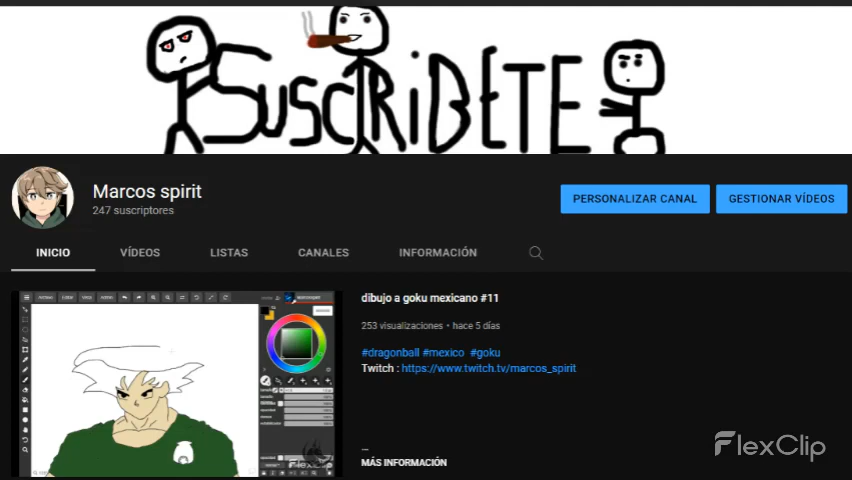 SUSCRIBETE
Marcos spirit
247 suscriptores
PERSONALIZAR CANAL
GESTIONAR VÍDEOS
INICIO
VÍDEOS
LISTAS
CANALES
INFORMACIÓN
dibujo a goku mexicano #11
253 visualizaciones • hace 5 días
#dragonball #mexico #goku
Twitch : https://www.twitch.tv/marcos_spirit
...
MÁS INFORMACIÓN
FlexClip